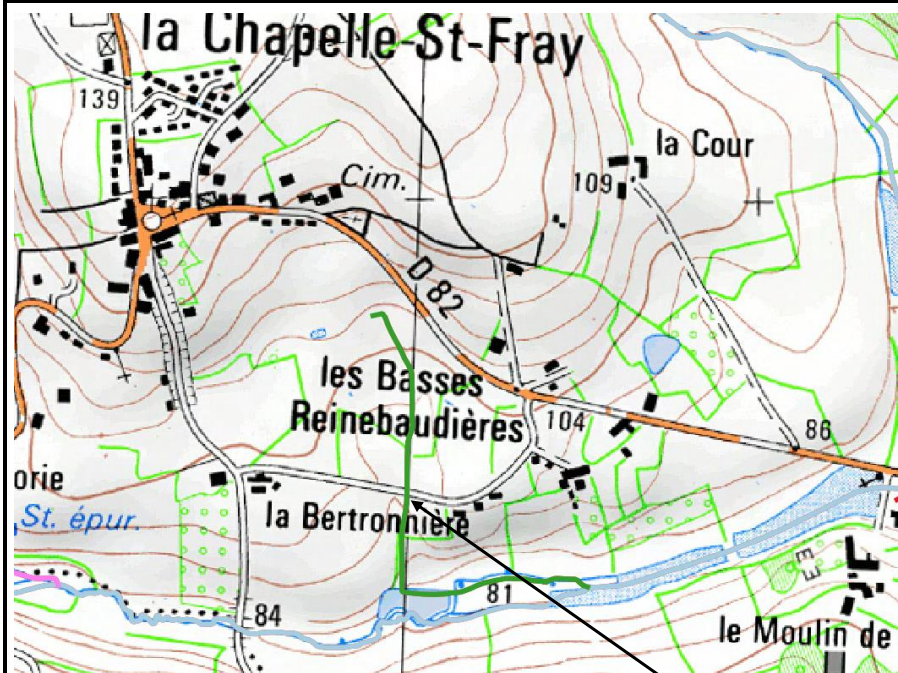 la Chapelle-St-Fray
139
la Cour
Cim.
109
D 82
les Basses
Reinebaudières
104
86
orie
St. épur.
la Bertronnière
81
84
le Moulin de